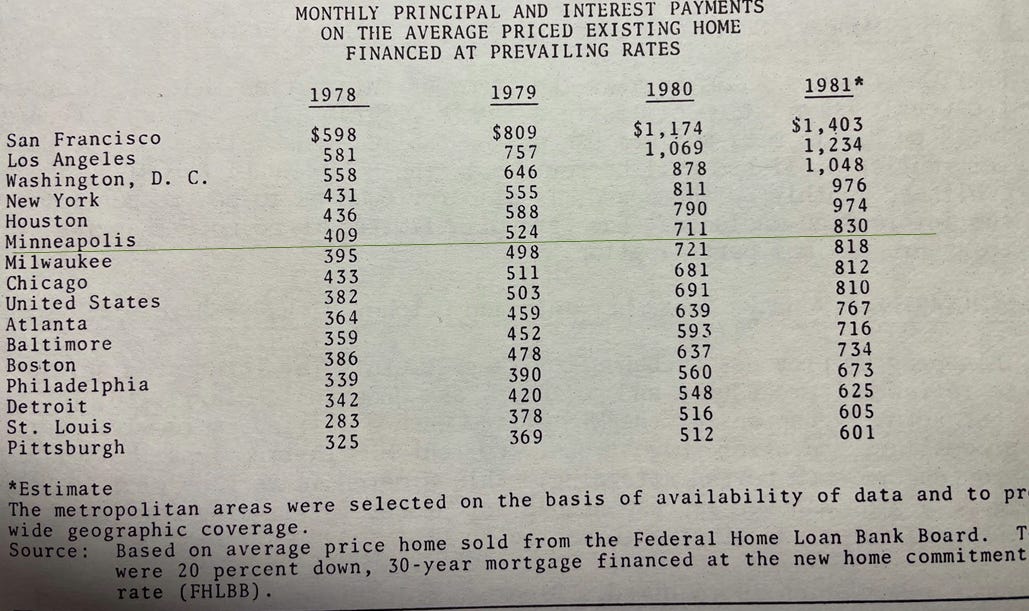 MONTHLY PRINCIPAL AND INTEREST PAYMENTS
ON THE AVERAGE PRICED EXISTING HOME
FINANCED AT PREVAILING RATES
1978 1979 1980 1981*
San Francisco $598 $809 $1,174 $1,403
Los Angeles 581 757 1,069 1,234
Washington, D. C. 558 646 878 1,048
New York 431 555 811 976
Houston 436 588 790 974
Minneapolis 409 524 711 830
Milwaukee 395 498 721 818
Chicago 433 511 681 812
United States 382 503 691 810
Atlanta 364 459 639 767
Baltimore 359 452 593 716
Boston 386 478 637 734
Philadelphia 339 390 560 673
Detroit 342 420 548 625
St. Louis 283 378 516 605
Pittsburgh 325 369 512 601
*Estimate
The metropolitan areas were selected on the basis of availability of data and to
wide geographic coverage.
Source: Based on average price home sold from the Federal Home Loan Bank Board.
were 20 percent down, 30-year mortgage financed at the new home commitment
rate (FHLBB).